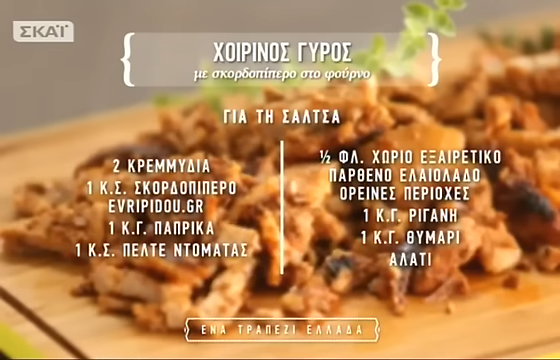 ΣΚΑΪ
ΧΟΙΡΙΝΟΣ ΓΥΡΟΣ
με σκορδοπίπερο στο φούρνο
ΓΙΑ ΤΗ ΣΑΛΤΣΑ
2 ΚΡΕΜΜΥΔΙΑ
1 Κ.Σ. ΣΚΟΡΔΟΠΙΠΕΡΟ
EVRIPIDOU.GR
1 Κ.Γ. ΠΑΠΡΙΚΑ
1 Κ.Σ. ΠΕΛΤΕ ΝΤΟΜΑΤΑΣ
½ ΦΛ. ΧΩΡΙΟ ΕΞΑΙΡΕΤΙΚΟ
ΠΑΡΘΕΝΟ ΕΛΑΙΟΛΑΔΟ
ΟΡΕΙΝΕΣ ΠΕΡΙΟΧΕΣ
1 Κ.Γ. ΡΙΓΑΝΗ
1 Κ.Γ. ΘΥΜΑΡΙ
ΑΛΑΤΙ
ΕΝΑ ΤΡΑΠΕΖΙ ΕΛΛΑΔΑ